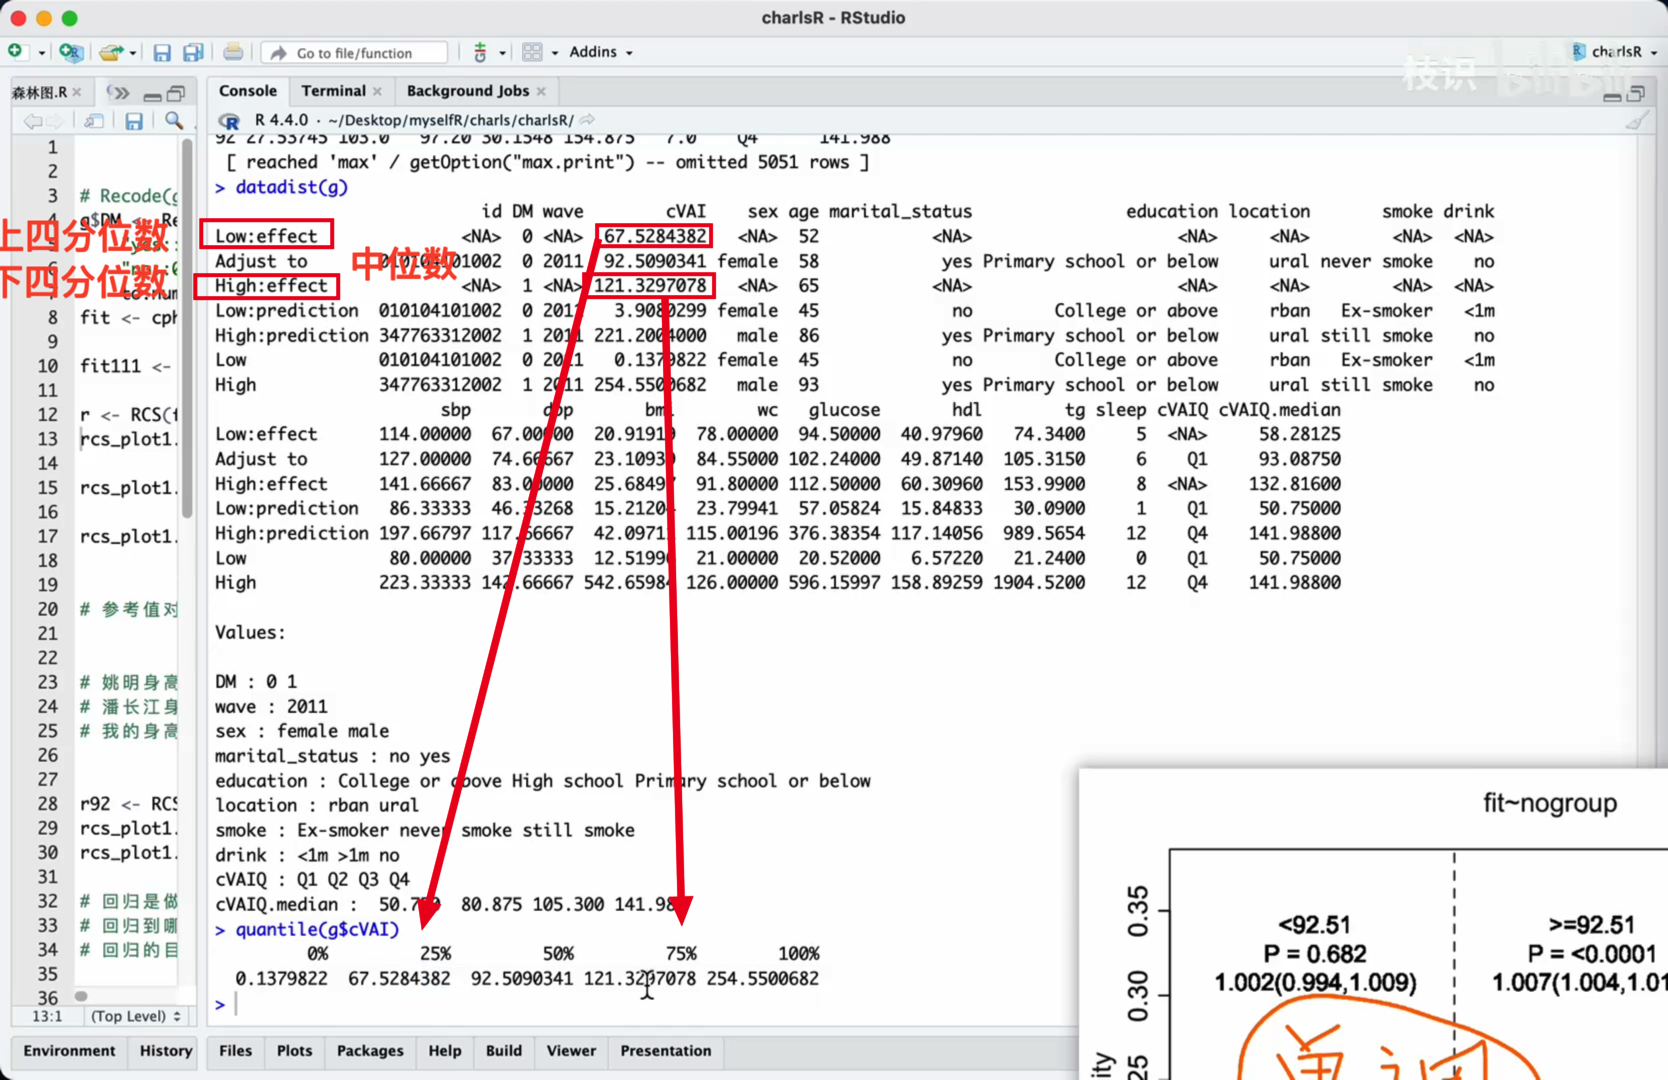 charlsR - RStudio
Go to file/function
Addins
charlsR
枝识 bilibili
森林图.R
Console Terminal Background Jobs
R 4.4.0 · ~/Desktop/myselfR/charls/charlsR/
1
2
3 # Recode(g
4 g$DM <- Re
5 "yes:
6 "no":0
to.num
8 fit <- cph
9
10 fit111 <-
11
12 r <- RCS(f
13 rcs_plot1.
14
15 rcs_plot1.
16
17 rcs_plot1.
18
19
20 # 参考值对
21
22
23 # 姚明身高
24 # 潘长江身
25 # 我的身高
26
27
28 r92 <- RCS
29 rcs_plot1.
30 rcs_plot1.
31
32 # 回归是做
33 # 回归到哪
34 # 回归的目
35
36
13:1 (Top Level)
上四分位数
下四分位数
中位数
92 27.53745 103.0 97.20 30.1548 154.875 7.0 Q4 141.988
[ reached 'max' / getOption("max.print") -- omitted 5051 rows ]
> datadist(g)
id DM wave cVAI sex age marital_status education location smoke drink
Low:effect <NA> 0 <NA> 67.5284382 <NA> 52 <NA> <NA> <NA> <NA> <NA>
Adjust to 010104101002 0 2011 92.5090341 female 58 yes Primary school or below ural never smoke no
High:effect <NA> 1 <NA> 121.3297078 <NA> 65 <NA> <NA> <NA> <NA> <NA>
Low:prediction 010104101002 0 2011 3.9080299 female 45 no College or above rban Ex-smoker <1m
High:prediction 347763312002 1 2011 221.2004000 male 86 yes Primary school or below ural still smoke no
Low 010104101002 0 2011 0.1379822 female 45 no College or above rban Ex-smoker <1m
High 347763312002 1 2011 254.5500682 male 93 yes Primary school or below ural still smoke no
sbp dbp bmi wc glucose hdl tg sleep cVAIQ cVAIQ.median
Low:effect 114.00000 67.00000 20.91919 78.00000 94.50000 40.97960 74.3400 5 <NA> 58.28125
Adjust to 127.00000 74.66667 23.10939 84.55000 102.24000 49.87140 105.3150 6 Q1 93.08750
High:effect 141.66667 83.00000 25.68497 91.80000 112.50000 60.30960 153.9900 8 <NA> 132.81600
Low:prediction 86.33333 46.33268 15.21204 23.79941 57.05824 15.84833 30.0900 1 Q1 50.75000
High:prediction 197.66797 117.66667 42.0971 115.00196 376.38354 117.14056 989.5654 12 Q4 141.98800
Low 80.00000 37.33333 12.51996 21.00000 20.52000 6.57220 21.2400 0 Q1 50.75000
High 223.33333 142.66667 542.65984 126.00000 596.15997 158.89259 1904.5200 12 Q4 141.98800
Values:
DM : 0 1
wave : 2011
sex : female male
marital_status : no yes
education : College or above High school Primary school or below
location : rban ural
smoke : Ex-smoker never smoke still smoke
drink : <1m >1m no
cVAIQ : Q1 Q2 Q3 Q4
cVAIQ.median : 50.750 80.875 105.300 141.988
> quantile(g$cVAI)
0% 25% 50% 75% 100%
0.1379822 67.5284382 92.5090341 121.3297078 254.5500682
>
Environment History Files Plots Packages Help Build Viewer Presentation
fit~nogroup
0.35
0.30
25
ity
<92.51
P = 0.682
1.002(0.994,1.009)
>=92.51
P = <0.0001
1.007(1.004,1.01